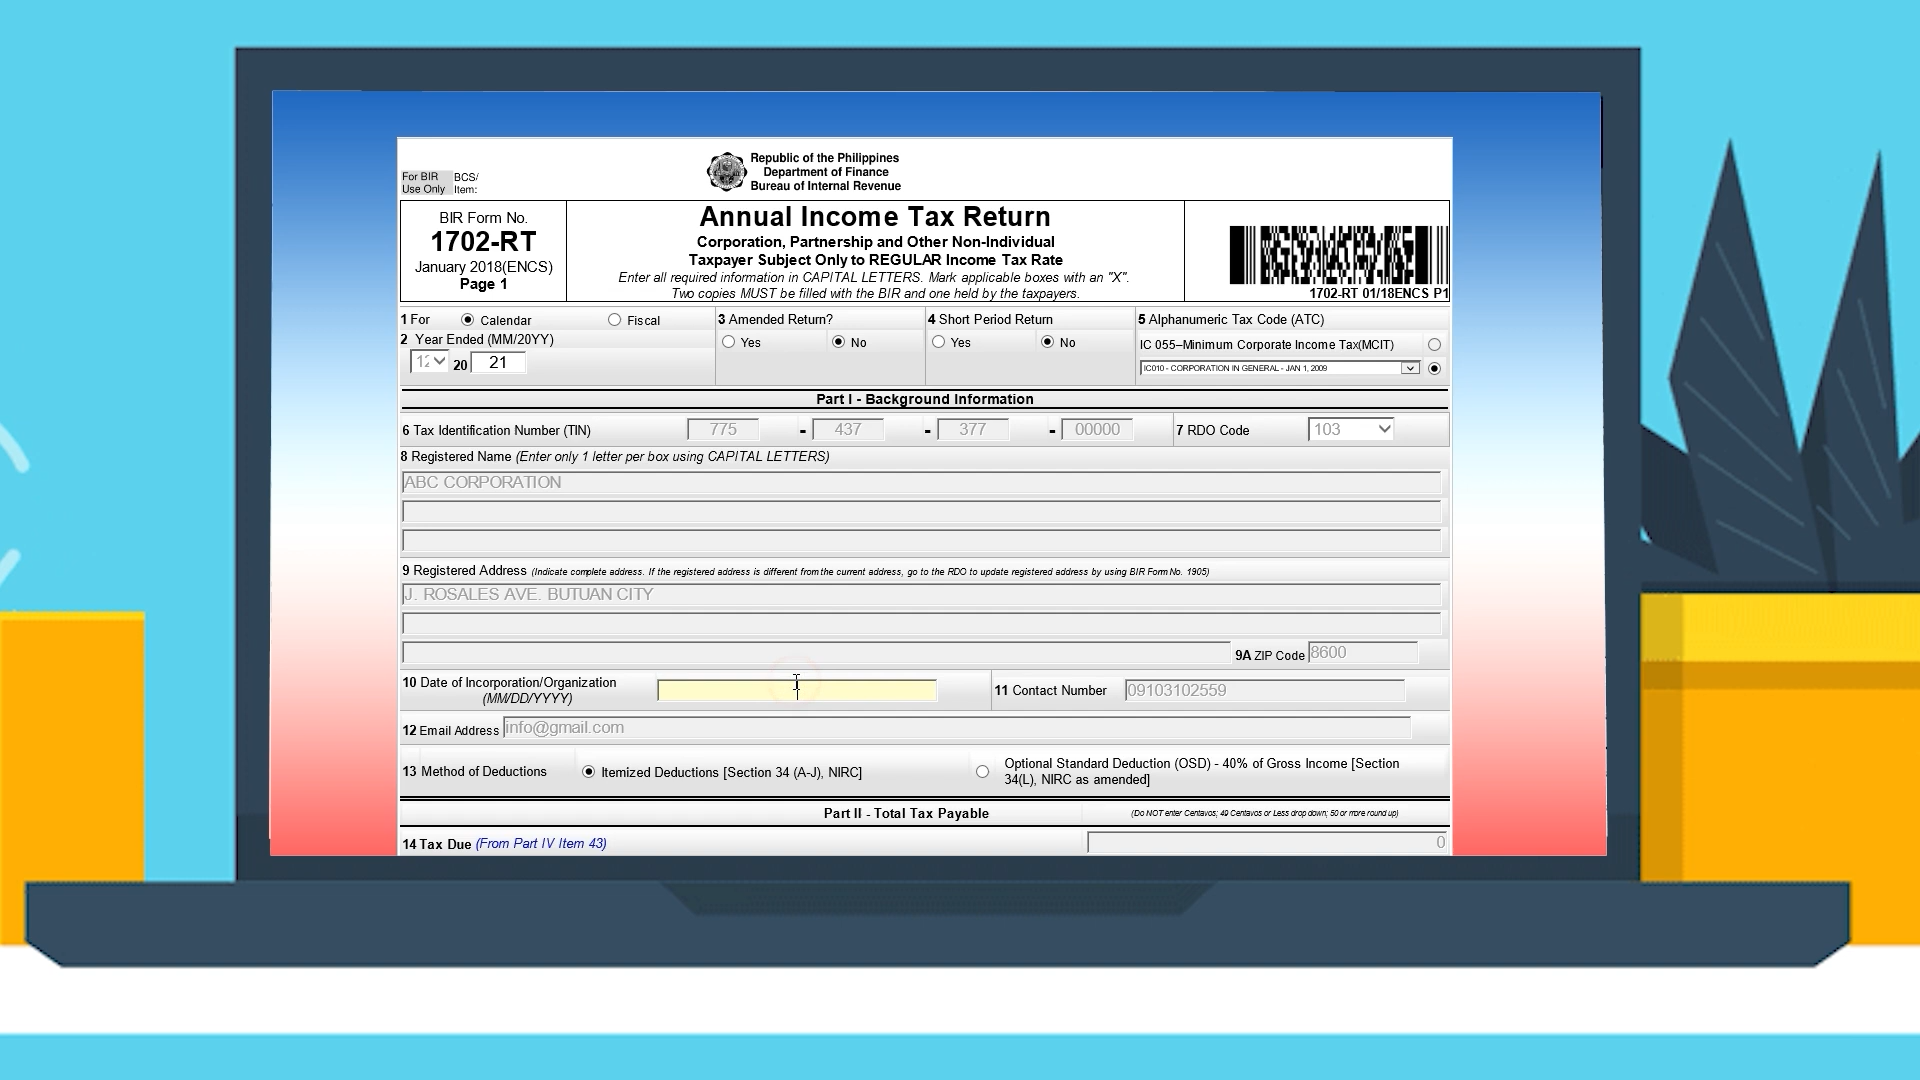 For BIR Use Only BCS/ Item:
Republic of the Philippines
Department of Finance
Bureau of Internal Revenue
BIR Form No.
1702-RT
January 2018(ENCS)
Page 1
Annual Income Tax Return
Corporation, Partnership and Other Non-Individual
Taxpayer Subject Only to REGULAR Income Tax Rate
Enter all required information in CAPITAL LETTERS. Mark applicable boxes with an "X".
Two copies MUST be filled with the BIR and one held by the taxpayers.
1702-RT 01/18ENCS P1
1 For Calendar Fiscal
2 Year Ended (MM/20YY)
12 20 21
3 Amended Return?
Yes No
4 Short Period Return
Yes No
5 Alphanumeric Tax Code (ATC)
IC 055–Minimum Corporate Income Tax(MCIT)
IC010 - CORPORATION IN GENERAL - JAN 1, 2009
Part I - Background Information
6 Tax Identification Number (TIN) 775 - 437 - 377 - 00000 7 RDO Code 103
8 Registered Name (Enter only 1 letter per box using CAPITAL LETTERS)
ABC CORPORATION
9 Registered Address (Indicate complete address. If the registered address is different from the current address, go to the RDO to update registered address by using BIR Form No. 1905)
J. ROSALES AVE. BUTUAN CITY
9A ZIP Code 8600
10 Date of Incorporation/Organization
(MM/DD/YYYY)
11 Contact Number 09103102559
12 Email Address info@gmail.com
13 Method of Deductions Itemized Deductions [Section 34 (A-J), NIRC]
Optional Standard Deduction (OSD) - 40% of Gross Income [Section
34(L), NIRC as amended]
Part II - Total Tax Payable (Do NOT enter Centavos; 49 Centavos or Less drop down; 50 or more round up)
14 Tax Due (From Part IV Item 43) 0